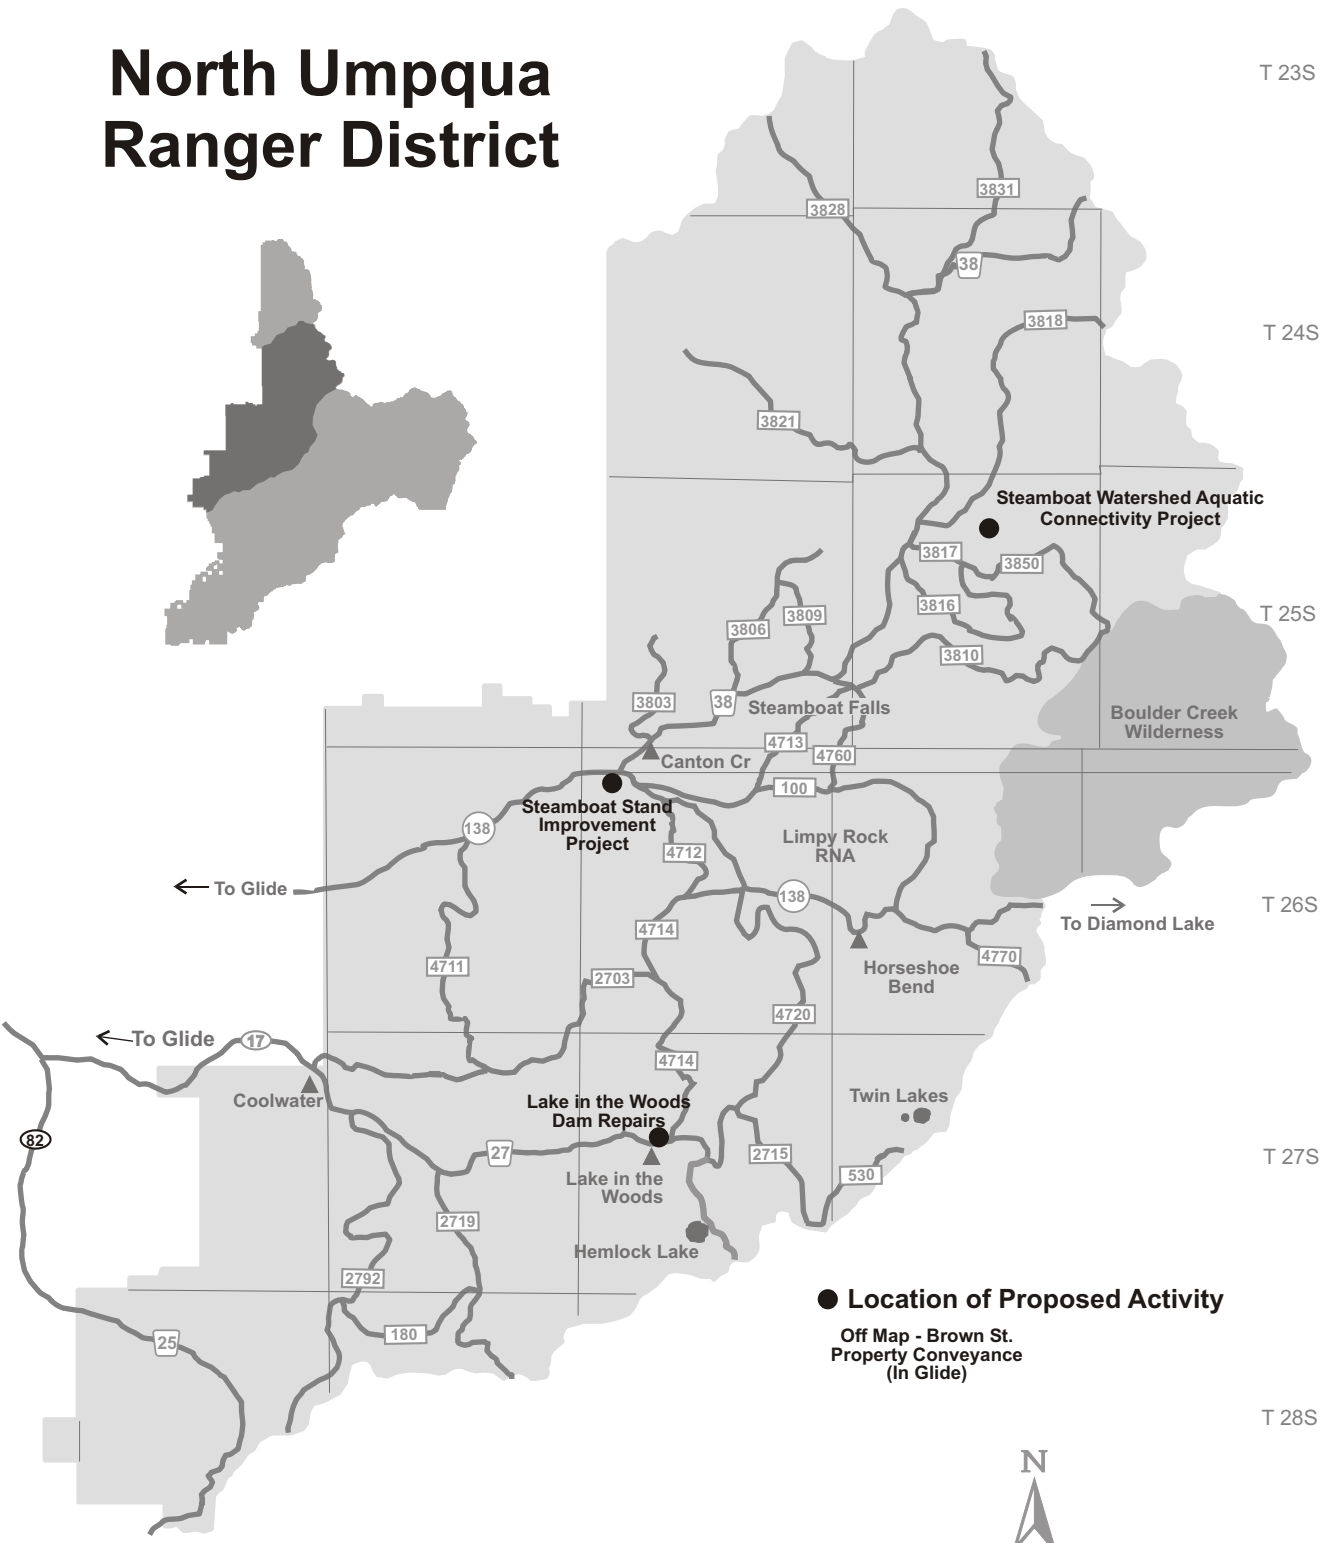 North Umpqua
Ranger District
T 23S
3831
3828
38
T 24S
3818
3821
Steamboat Watershed Aquatic
Connectivity Project
3817
3850
T 25S
3816
3809
3806
3810
3803
38
Steamboat Falls
Boulder Creek
Wilderness
4713
4760
Canton Cr
100
Steamboat Stand
Improvement
Project
138
Limpy Rock
RNA
4712
To Glide
138
T 26S
To Diamond Lake
4714
4770
4711
2703
Horseshoe
Bend
4720
To Glide
17
4714
Coolwater
Lake in the Woods
Dam Repairs
Twin Lakes
82
27
2715
T 27S
530
Lake in the
Woods
2719
Hemlock Lake
2792
Location of Proposed Activity
180
25
Off Map - Brown St.
Property Conveyance
(In Glide)
T 28S
N